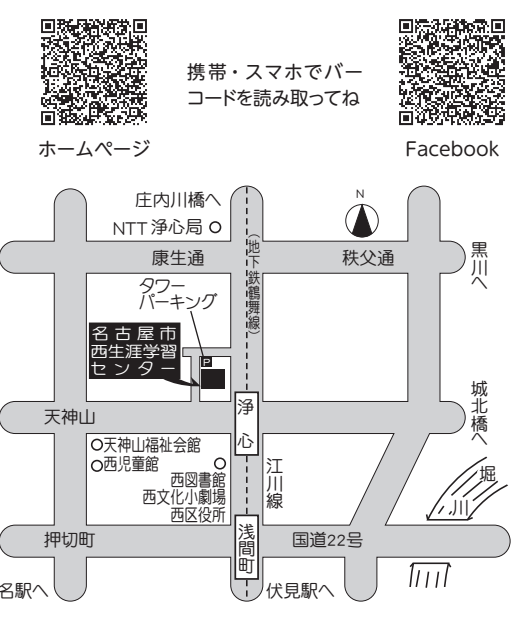 携帯・スマホでバー
コードを読み取ってね
ホームページ
Facebook
庄内川橋へ
NTT 浄心局
N
康生通
(地下鉄鶴舞線)
秩父通
黒川へ
タワー
パーキング
名古屋市
西生涯学習
センター
P
天神山
浄心
城北橋へ
天神山福祉会館
西児童館
西図書館
西文化小劇場
西区役所
江川線
堀川
押切町
浅間町
国道22号
名駅へ
伏見駅へ